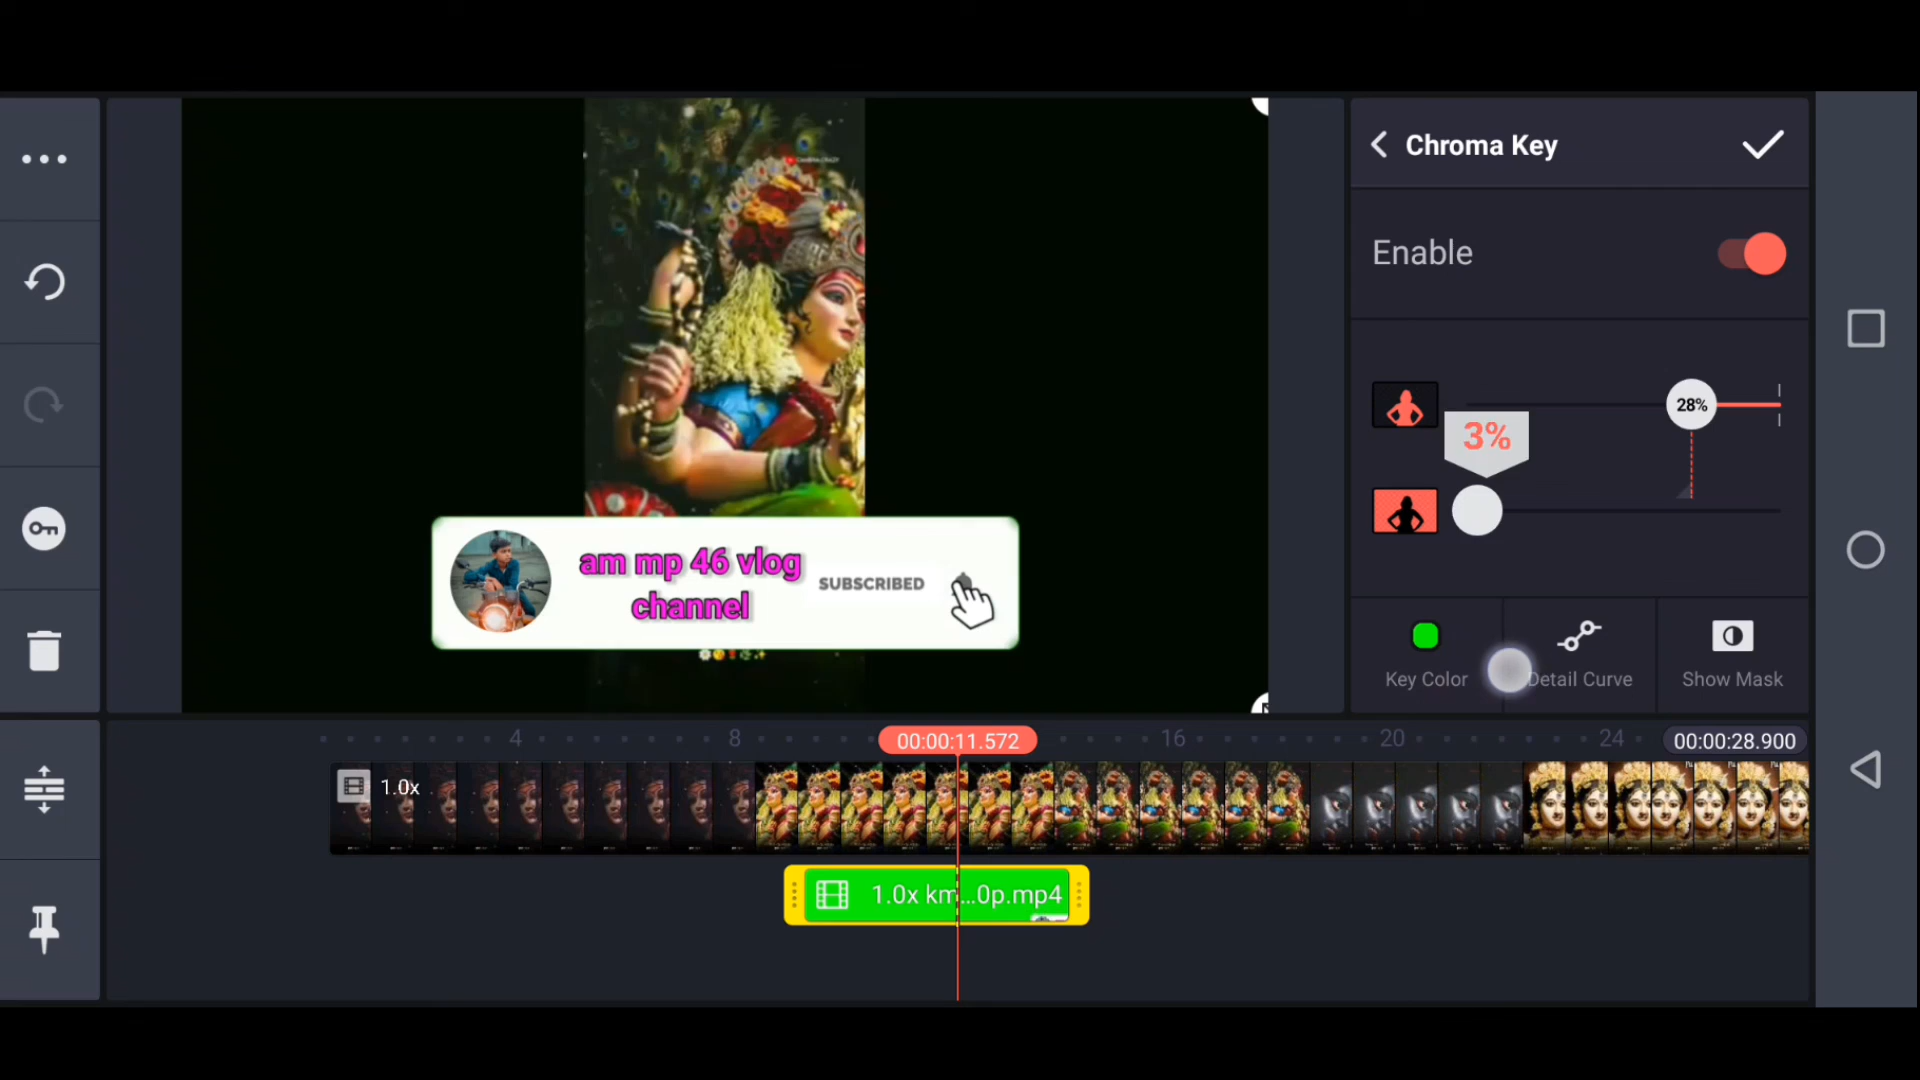 Chroma Key
Enable
28%
3%
am mp 46 vlog
channel
SUBSCRIBED
Key Color
Detail Curve
Show Mask
4
8
00:00:11.572
16
20
24
00:00:28.900
1.0x
1.0x km...0p.mp4